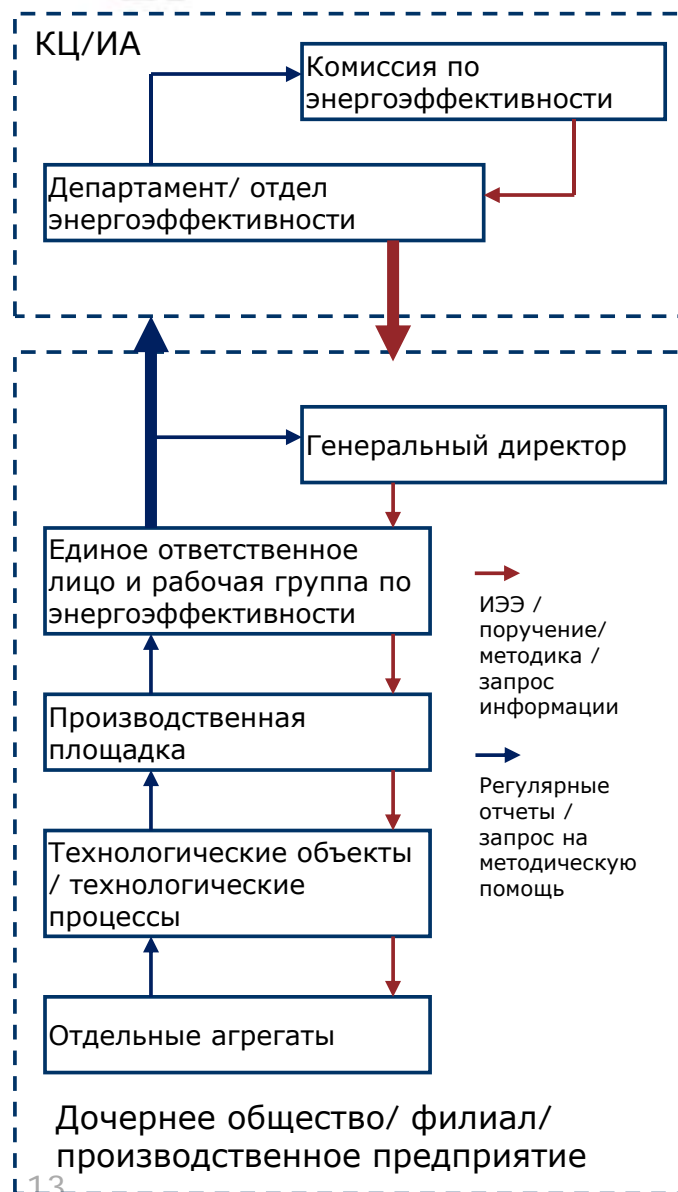 КЦ/ИА
Комиссия по
энергоэффективности
Департамент/ отдел
энергоэффективности
Генеральный директор
Единое ответственное
лицо и рабочая группа по
энергоэффективности
ИЭЭ /
поручение/
методика /
запрос
информации
Производственная
площадка
Регулярные
отчеты /
запрос на
методическую
помощь
Технологические объекты
/ технологические
процессы
Отдельные агрегаты
Дочернее общество/ филиал/
производственное предприятие
13